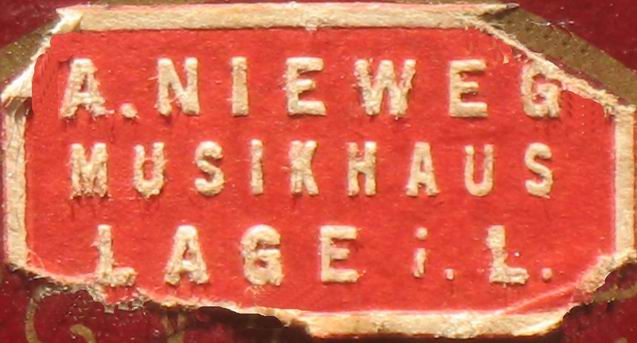 A. NIEWEG
MUSIKHAUS
LAGE i. L.